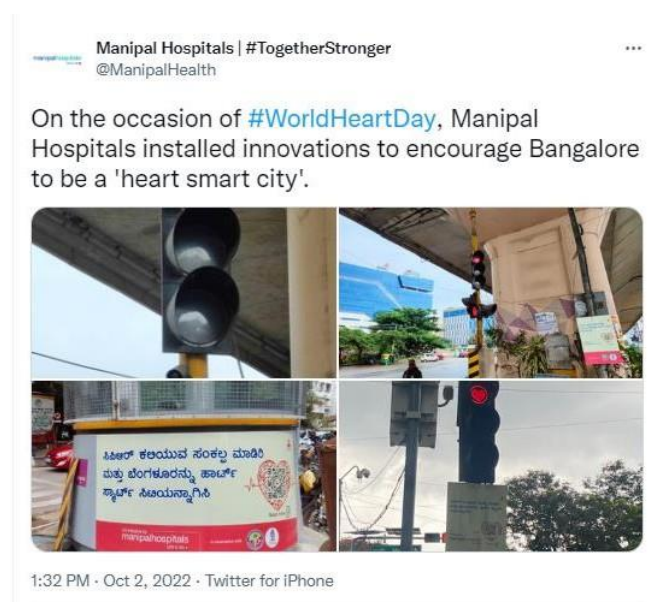 Manipal Hospitals | #TogetherStronger
@ManipalHealth
On the occasion of #WorldHeartDay, Manipal
Hospitals installed innovations to encourage Bangalore
to be a 'heart smart city'.
ಸಿಪಿಆರ್ ಕಲಿಯುವ ಸಂಕಲ್ಪ ಮಾಡಿರಿ
ಮತ್ತು ಬೆಂಗಳೂರನ್ನು ಹಾರ್ಟ್
ಸ್ಮಾರ್ಟ್ ಸಿಟಿಯನ್ನಾಗಿಸಿ
manipalhospitals
1:32 PM · Oct 2, 2022 · Twitter for iPhone